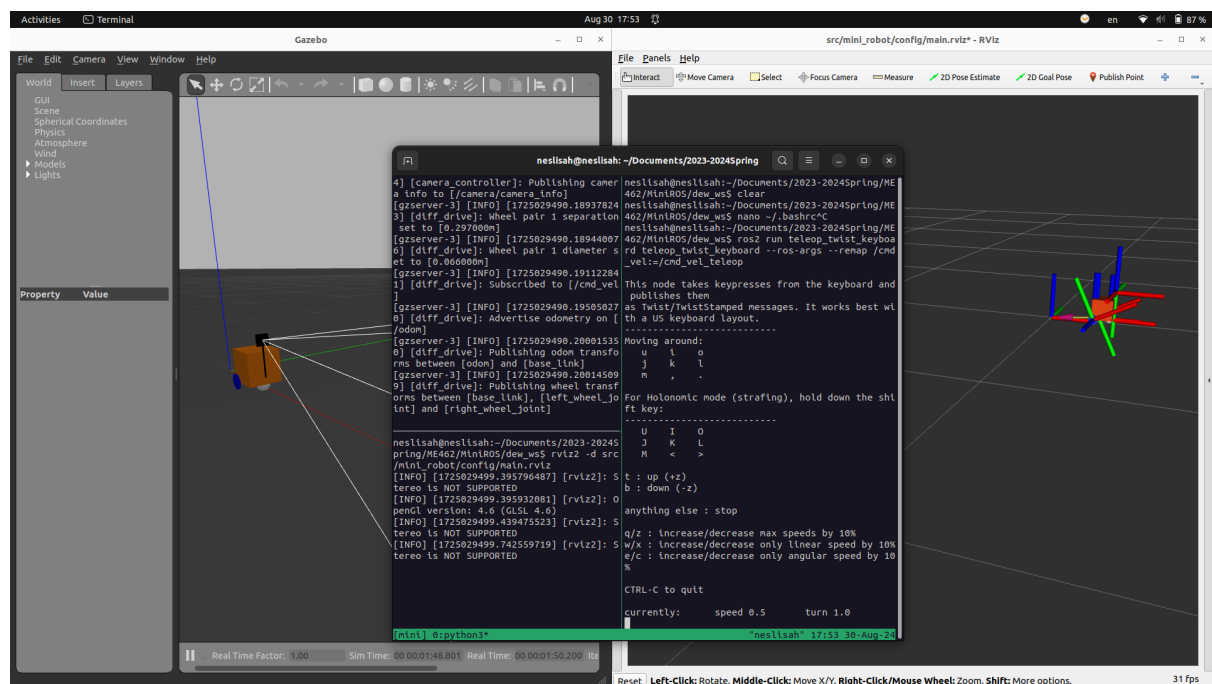 Activities
Terminal
Aug 30 17:53
en
87 %
Gazebo
File Edit Camera View Window Help
World Insert Layers
GUI
Scene
Spherical Coordinates
Physics
Atmosphere
Wind
Models
Lights
Property Value
Real Time Factor: 1.00 Sim Time: 00 00:01:48.801 Real Time: 00 00:01:50.200 Ite
src/mini_robot/config/main.rviz* - RViz
File Panels Help
Interact Move Camera Select Focus Camera Measure 2D Pose Estimate 2D Goal Pose Publish Point
neslisah@neslisah: ~/Documents/2023-2024Spring
4] [camera_controller]: Publishing camer
a info to [/camera/camera_info]
[gzserver-3] [INFO] [1725029490.18937824
3] [diff_drive]: Wheel pair 1 separation
set to [0.297000m]
[gzserver-3] [INFO] [1725029490.18944007
6] [diff_drive]: Wheel pair 1 diameter s
et to [0.066000m]
[gzserver-3] [INFO] [1725029490.19112284
1] [diff_drive]: Subscribed to [/cmd_vel
]
[gzserver-3] [INFO] [1725029490.19505027
0] [diff_drive]: Advertise odometry on [
/odom]
[gzserver-3] [INFO] [1725029490.20001535
0] [diff_drive]: Publishing odom transfo
rms between [odom] and [base_link]
[gzserver-3] [INFO] [1725029490.20014509
9] [diff_drive]: Publishing wheel transf
orms between [base_link], [left_wheel_jo
int] and [right_wheel_joint]
neslisah@neslisah:~/Documents/2023-2024S
pring/ME462/MiniROS/dew_ws$ rviz2 -d src
/mini_robot/config/main.rviz
[INFO] [1725029499.395796487] [rviz2]: S
tereo is NOT SUPPORTED
[INFO] [1725029499.395932081] [rviz2]: O
penGl version: 4.6 (GLSL 4.6)
[INFO] [1725029499.439475523] [rviz2]: S
tereo is NOT SUPPORTED
[INFO] [1725029499.742559719] [rviz2]: S
tereo is NOT SUPPORTED
neslisah@neslisah:~/Documents/2023-2024Spring/ME
462/MiniROS/dew_ws$ clear
neslisah@neslisah:~/Documents/2023-2024Spring/ME
462/MiniROS/dew_ws$ nano ~/.bashrc^C
neslisah@neslisah:~/Documents/2023-2024Spring/ME
462/MiniROS/dew_ws$ ros2 run teleop_twist_keyboa
rd teleop_twist_keyboard --ros-args --remap /cmd
_vel:=/cmd_vel_teleop
This node takes keypresses from the keyboard and
publishes them
as Twist/TwistStamped messages. It works best wi
th a US keyboard layout.
---------------------------
Moving around:
u i o
j k l
m , .
For Holonomic mode (strafing), hold down the shi
ft key:
---------------------------
U I O
J K L
M < >
t : up (+z)
b : down (-z)
anything else : stop
q/z : increase/decrease max speeds by 10%
w/x : increase/decrease only linear speed by 10%
e/c : increase/decrease only angular speed by 10
%
CTRL-C to quit
currently: speed 0.5 turn 1.0
[mini] 0:python3* "neslisah" 17:53 30-Aug-24
Reset Left-Click: Rotate. Middle-Click: Move X/Y. Right-Click/Mouse Wheel: Zoom. Shift: More options. 31 fps